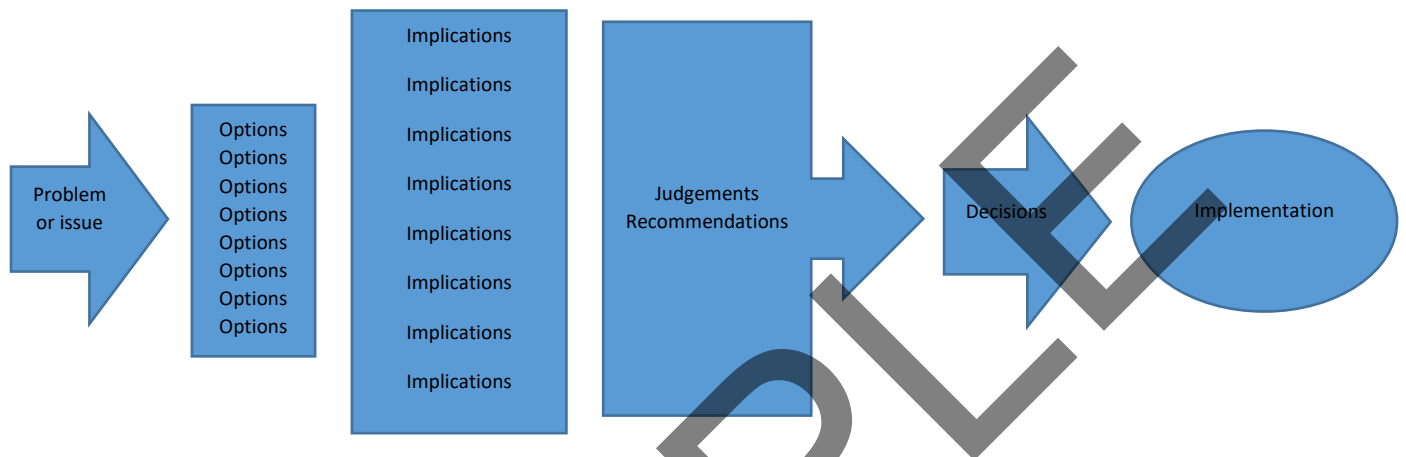 Problem
or issue
Options
Options
Options
Options
Options
Options
Options
Options
Implications
Implications
Implications
Implications
Implications
Implications
Implications
Implications
Judgements
Recommendations
Decisions
Implementation